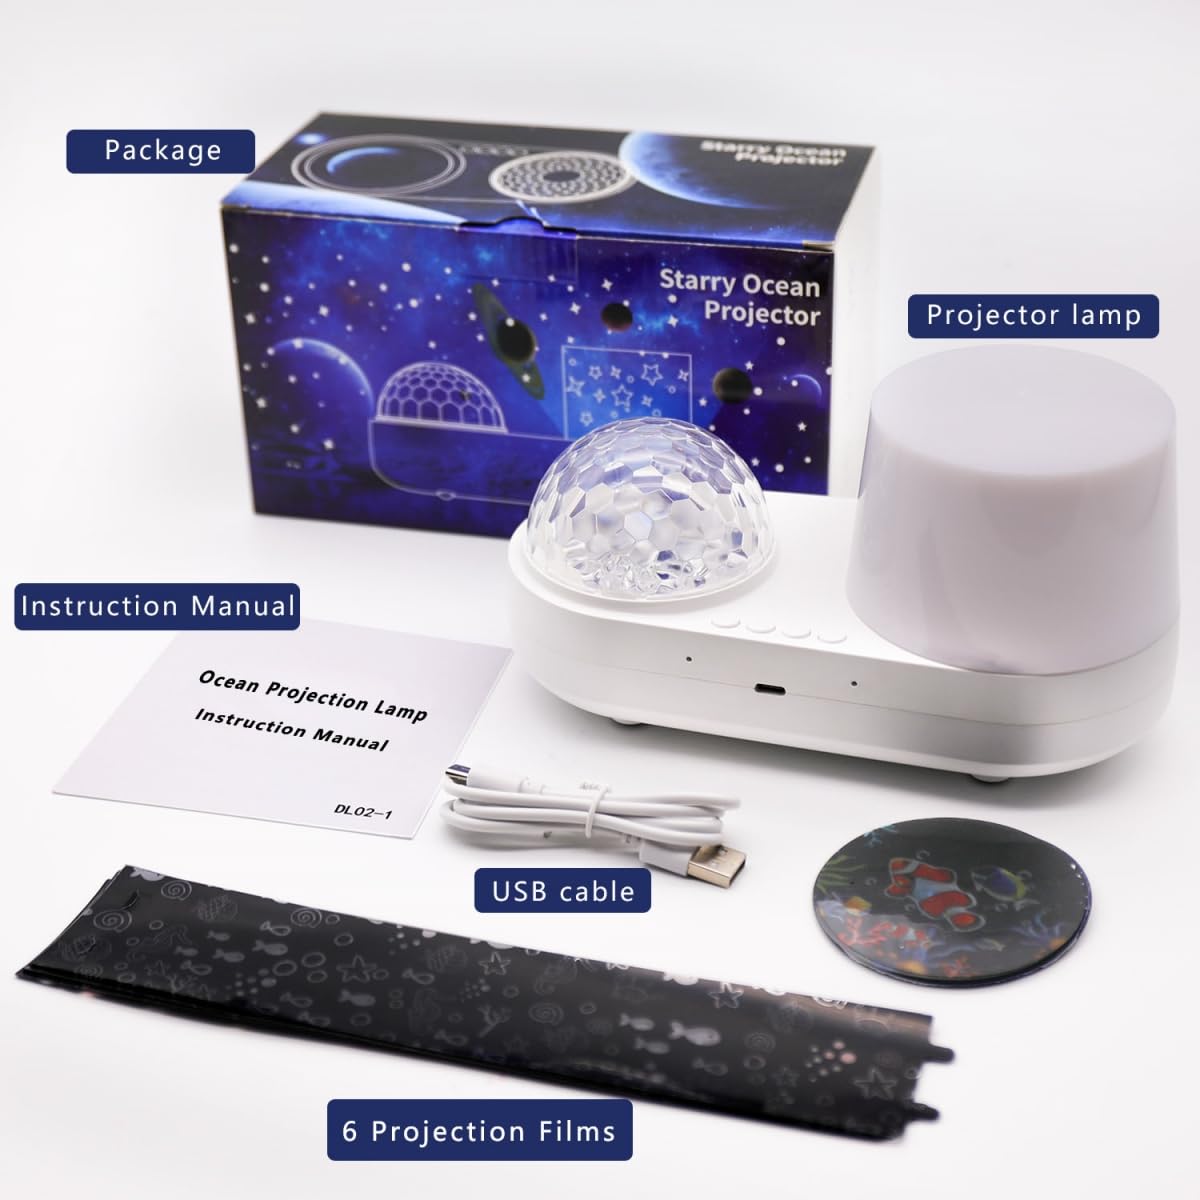 Package
Starry Ocean
Projector
Starry Ocean
Projector
Projector lamp
Instruction Manual
Ocean Projection Lamp
Instruction Manual
DL02-1
USB cable
6 Projection Films